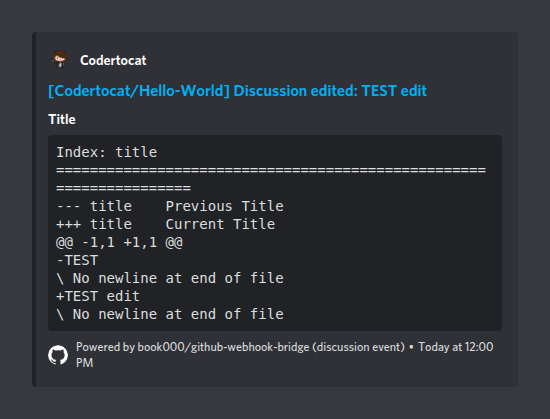 Codertocat
[Codertocat/Hello-World] Discussion edited: TEST edit
Title
Index: title
===================================================
================
--- title    Previous Title
+++ title    Current Title
@@ -1,1 +1,1 @@
-TEST
\ No newline at end of file
+TEST edit
\ No newline at end of file
Powered by book000/github-webhook-bridge (discussion event) • Today at 12:00
PM